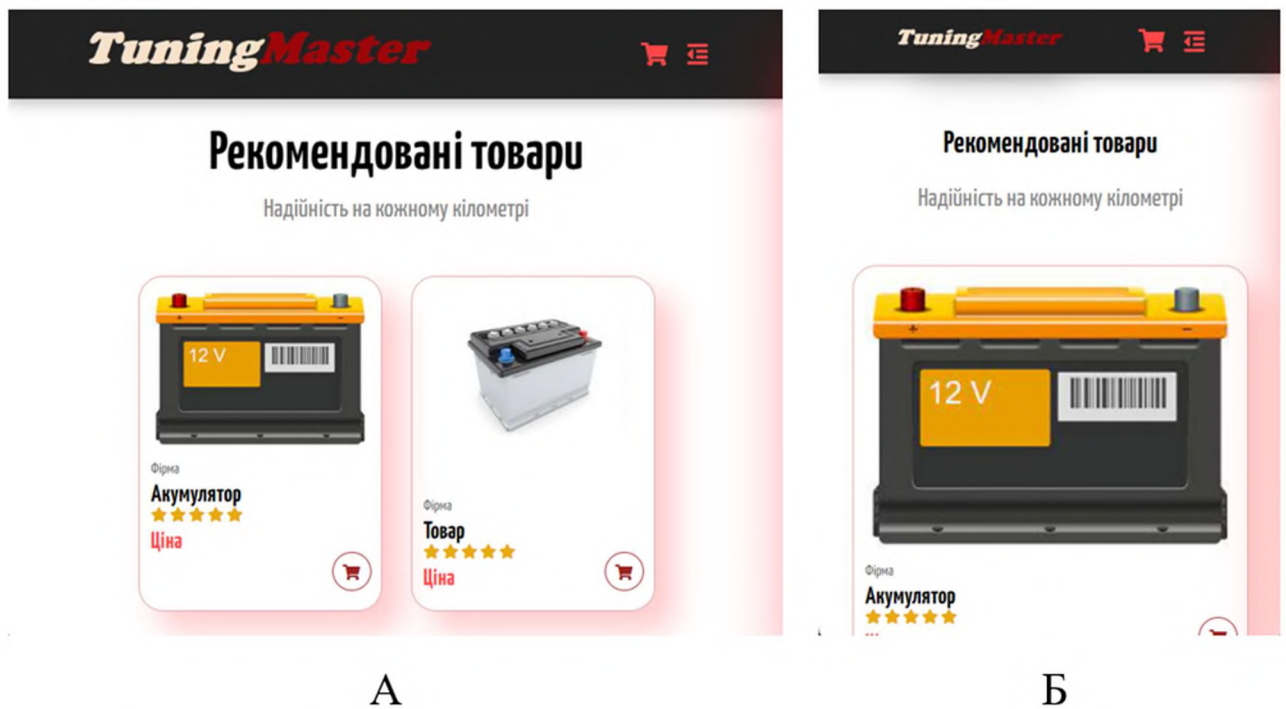 TuningMaster
Рекомендовані товари
Надійність на кожному кілометрі
12 V
Фірма
Акумулятор
Ціна
Фірма
Товар
Ціна
А
TuningMaster
Рекомендовані товари
Надійність на кожному кілометрі
12 V
+ -
Фірма
Акумулятор
Б